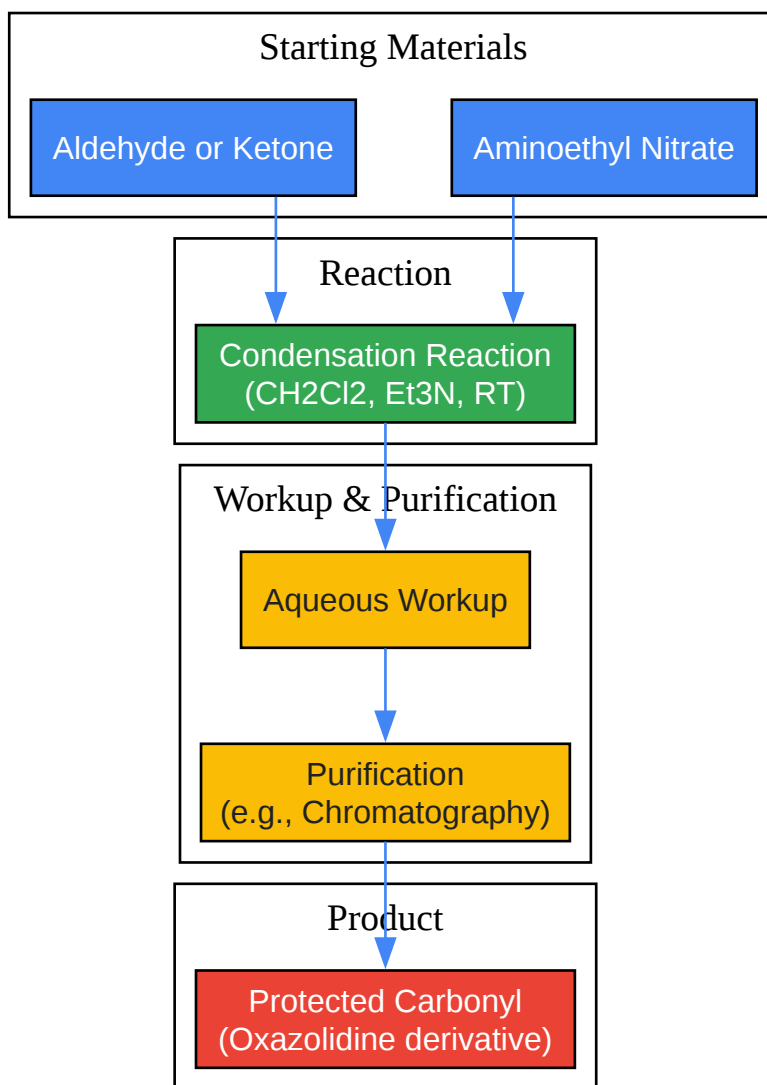 Starting Materials
Aldehyde or Ketone
Aminoethyl Nitrate
Reaction
Condensation Reaction
(CH2Cl2, Et3N, RT)
Workup & Purification
Aqueous Workup
Purification
(e.g., Chromatography)
Product
Protected Carbonyl
(Oxazolidine derivative)